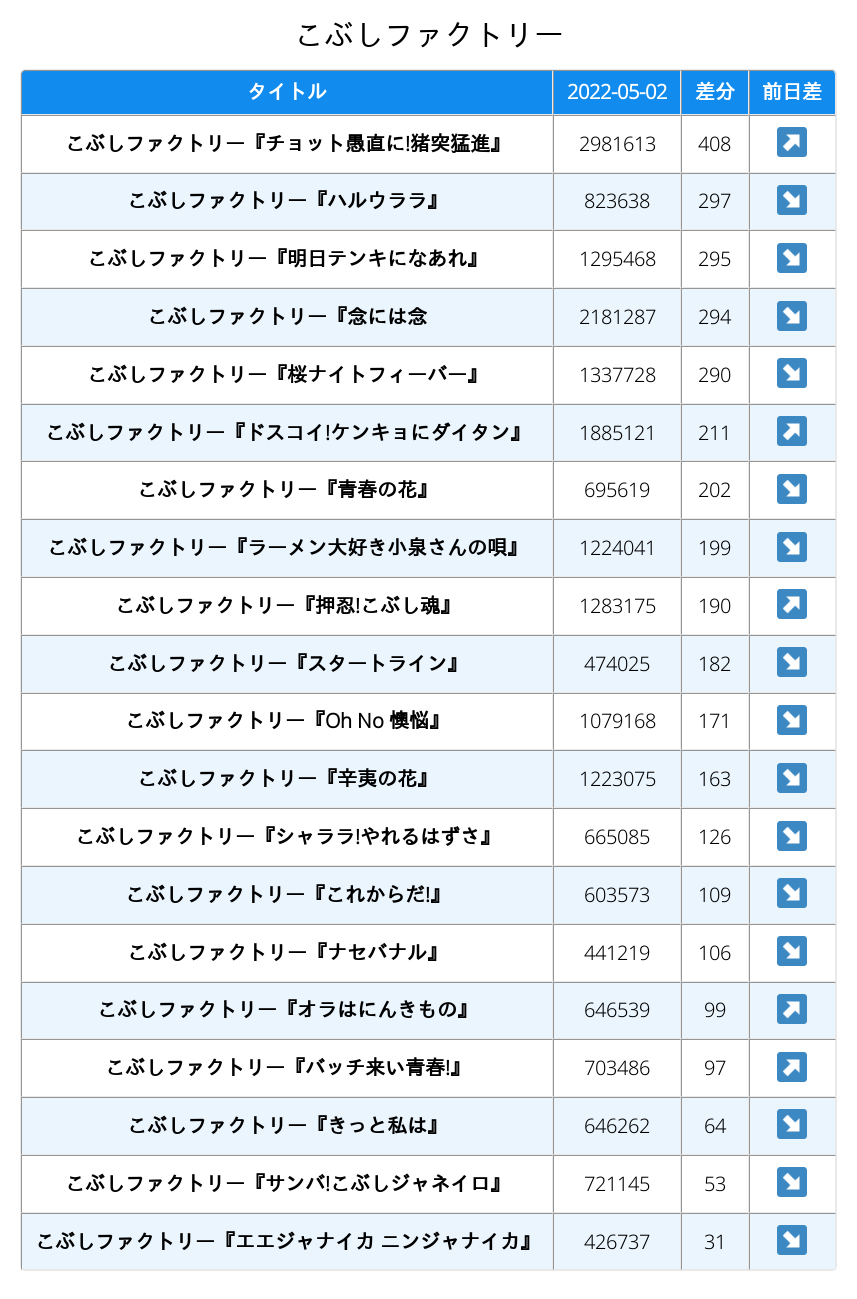 こぶしファクトリー
タイトル 2022-05-02 差分 前日差
こぶしファクトリー『チョット愚直に!猪突猛進』 2981613 408
こぶしファクトリー『ハルウララ』 823638 297
こぶしファクトリー『明日テンキになあれ』 1295468 295
こぶしファクトリー『念には念 2181287 294
こぶしファクトリー『桜ナイトフィーバー』 1337728 290
こぶしファクトリー『ドスコイ!ケンキョにダイタン』 1885121 211
こぶしファクトリー『青春の花』 695619 202
こぶしファクトリー『ラーメン大好き小泉さんの唄』 1224041 199
こぶしファクトリー『押忍!こぶし魂』 1283175 190
こぶしファクトリー『スタートライン』 474025 182
こぶしファクトリー『Oh No 懊悩』 1079168 171
こぶしファクトリー『辛夷の花』 1223075 163
こぶしファクトリー『シャララ!やれるはずさ』 665085 126
こぶしファクトリー『これからだ!』 603573 109
こぶしファクトリー『ナセバナル』 441219 106
こぶしファクトリー『オラはにんきもの』 646539 99
こぶしファクトリー『バッチ来い青春!』 703486 97
こぶしファクトリー『きっと私は』 646262 64
こぶしファクトリー『サンバ!こぶしジャネイロ』 721145 53
こぶしファクトリー『エエジャナイカ ニンジャナイカ』 426737 31